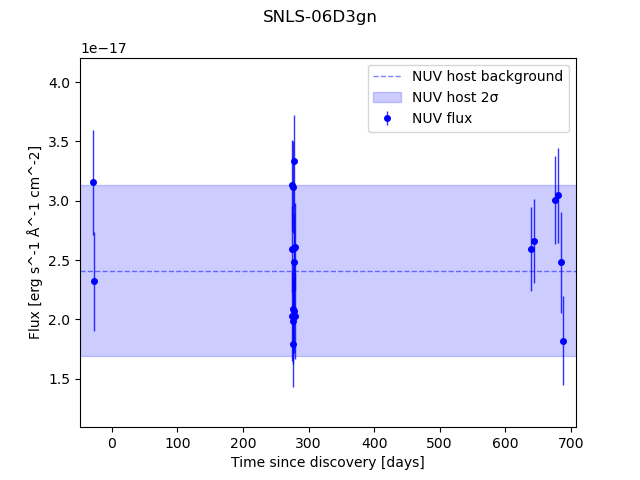 SNLS-06D3gn
1e−17
NUV host background
NUV host 2σ
NUV flux
4.0
3.5
3.0
2.5
2.0
1.5
Flux [erg s^-1 Å^-1 cm^-2]
0 100 200 300 400 500 600 700
Time since discovery [days]